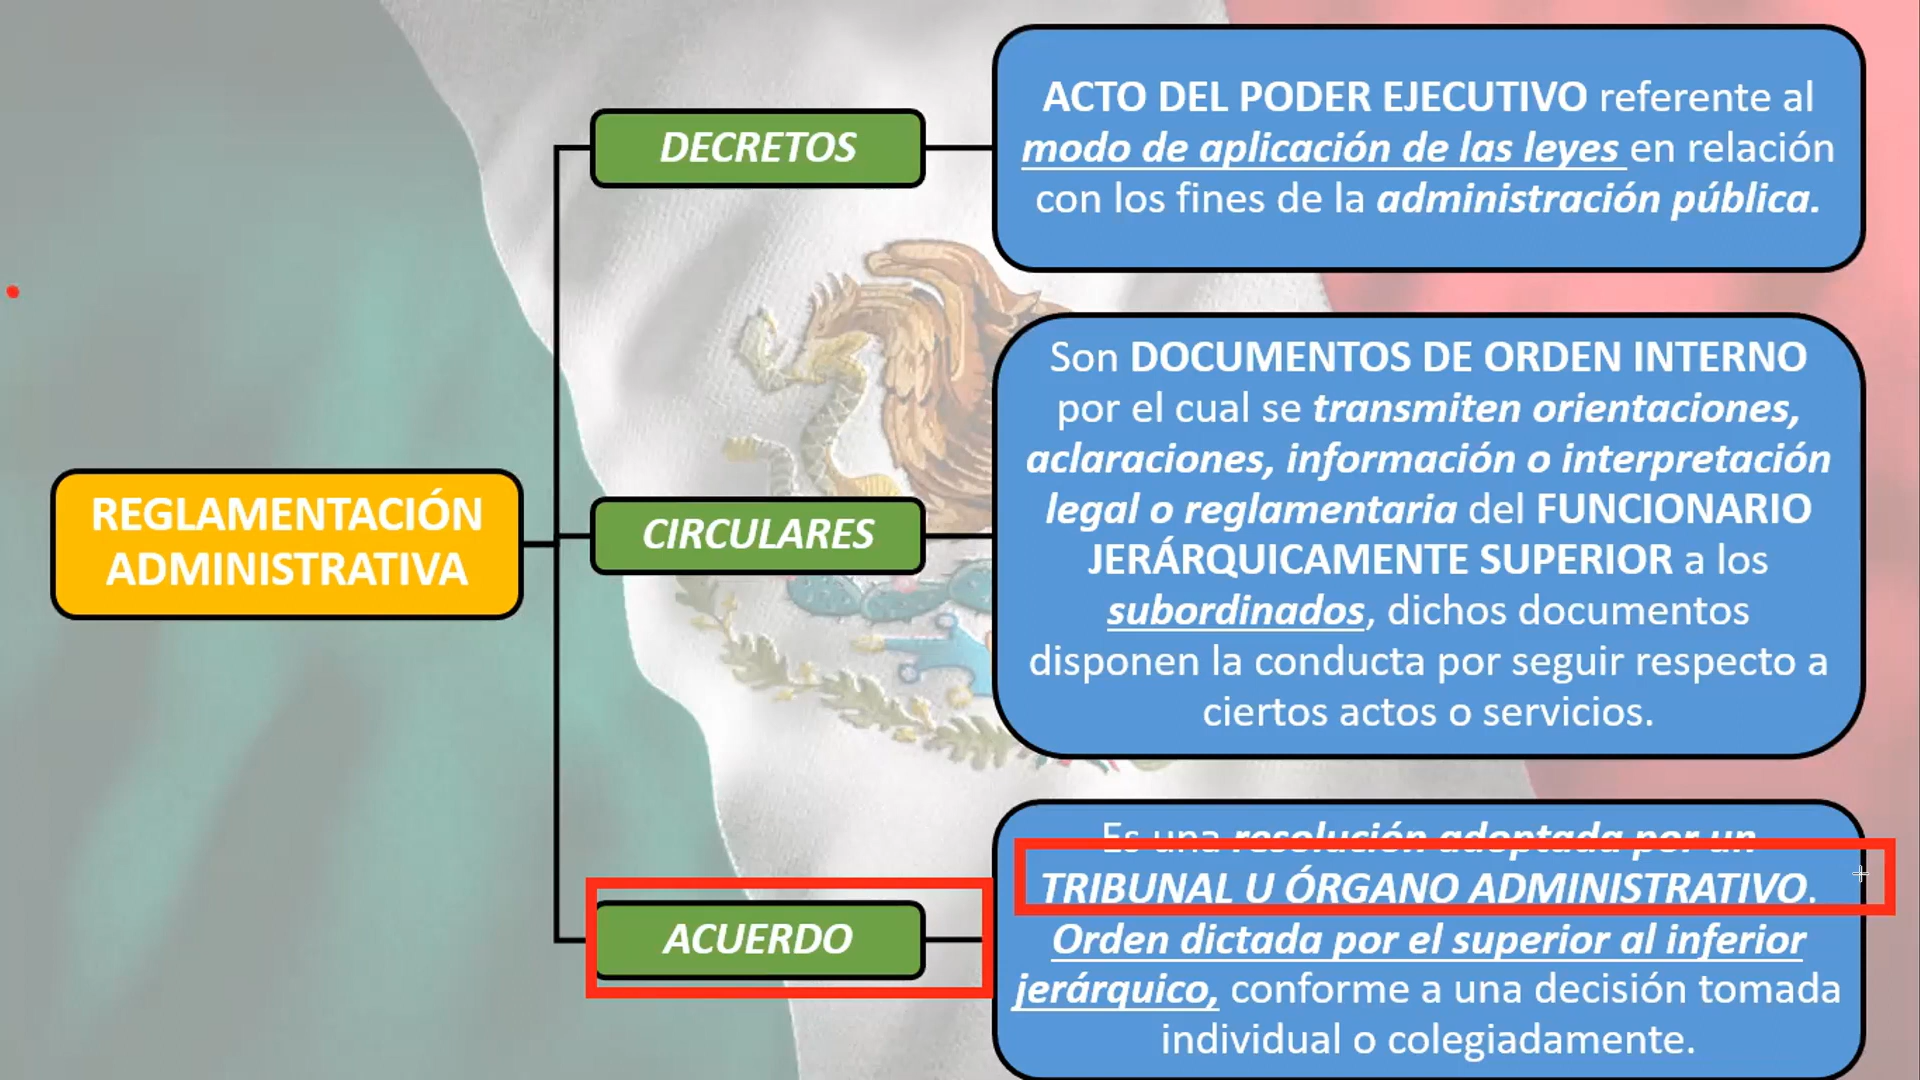 REGLAMENTACIÓN
ADMINISTRATIVA
DECRETOS
ACTO DEL PODER EJECUTIVO referente al
modo de aplicación de las leyes en relación
con los fines de la administración pública.
CIRCULARES
Son DOCUMENTOS DE ORDEN INTERNO
por el cual se transmiten orientaciones,
aclaraciones, información o interpretación
legal o reglamentaria del FUNCIONARIO
JERÁRQUICAMENTE SUPERIOR a los
subordinados, dichos documentos
disponen la conducta por seguir respecto a
ciertos actos o servicios.
ACUERDO
Es una resolución adoptada por un
TRIBUNAL U ÓRGANO ADMINISTRATIVO.
Orden dictada por el superior al inferior
jerárquico, conforme a una decisión tomada
individual o colegiadamente.